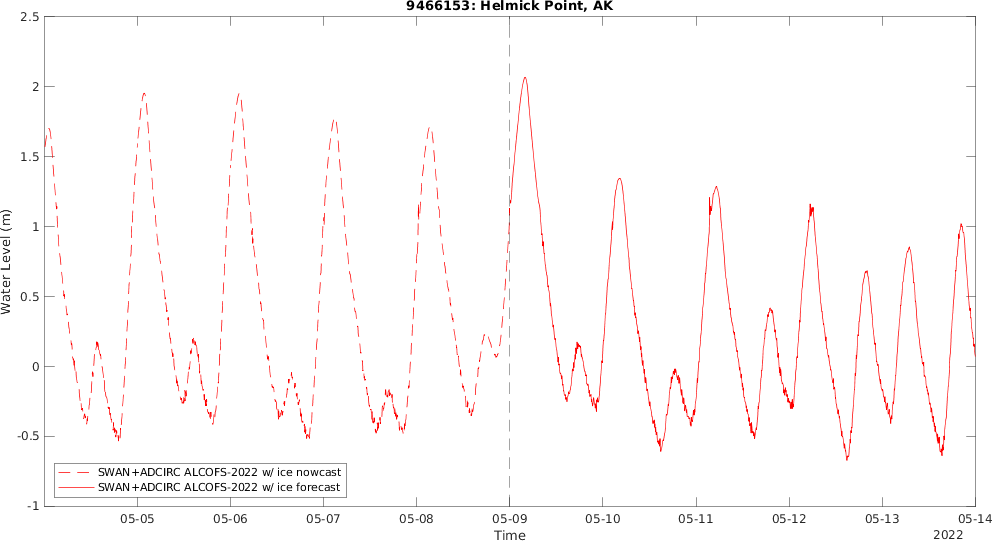 9466153: Helmick Point, AK
2.5
2
1.5
1
0.5
0
-0.5
-1
Water Level (m)
SWAN+ADCIRC ALCOFS-2022 w/ ice nowcast
SWAN+ADCIRC ALCOFS-2022 w/ ice forecast
05-05 05-06 05-07 05-08 05-09 05-10 05-11 05-12 05-13 05-14
Time
2022